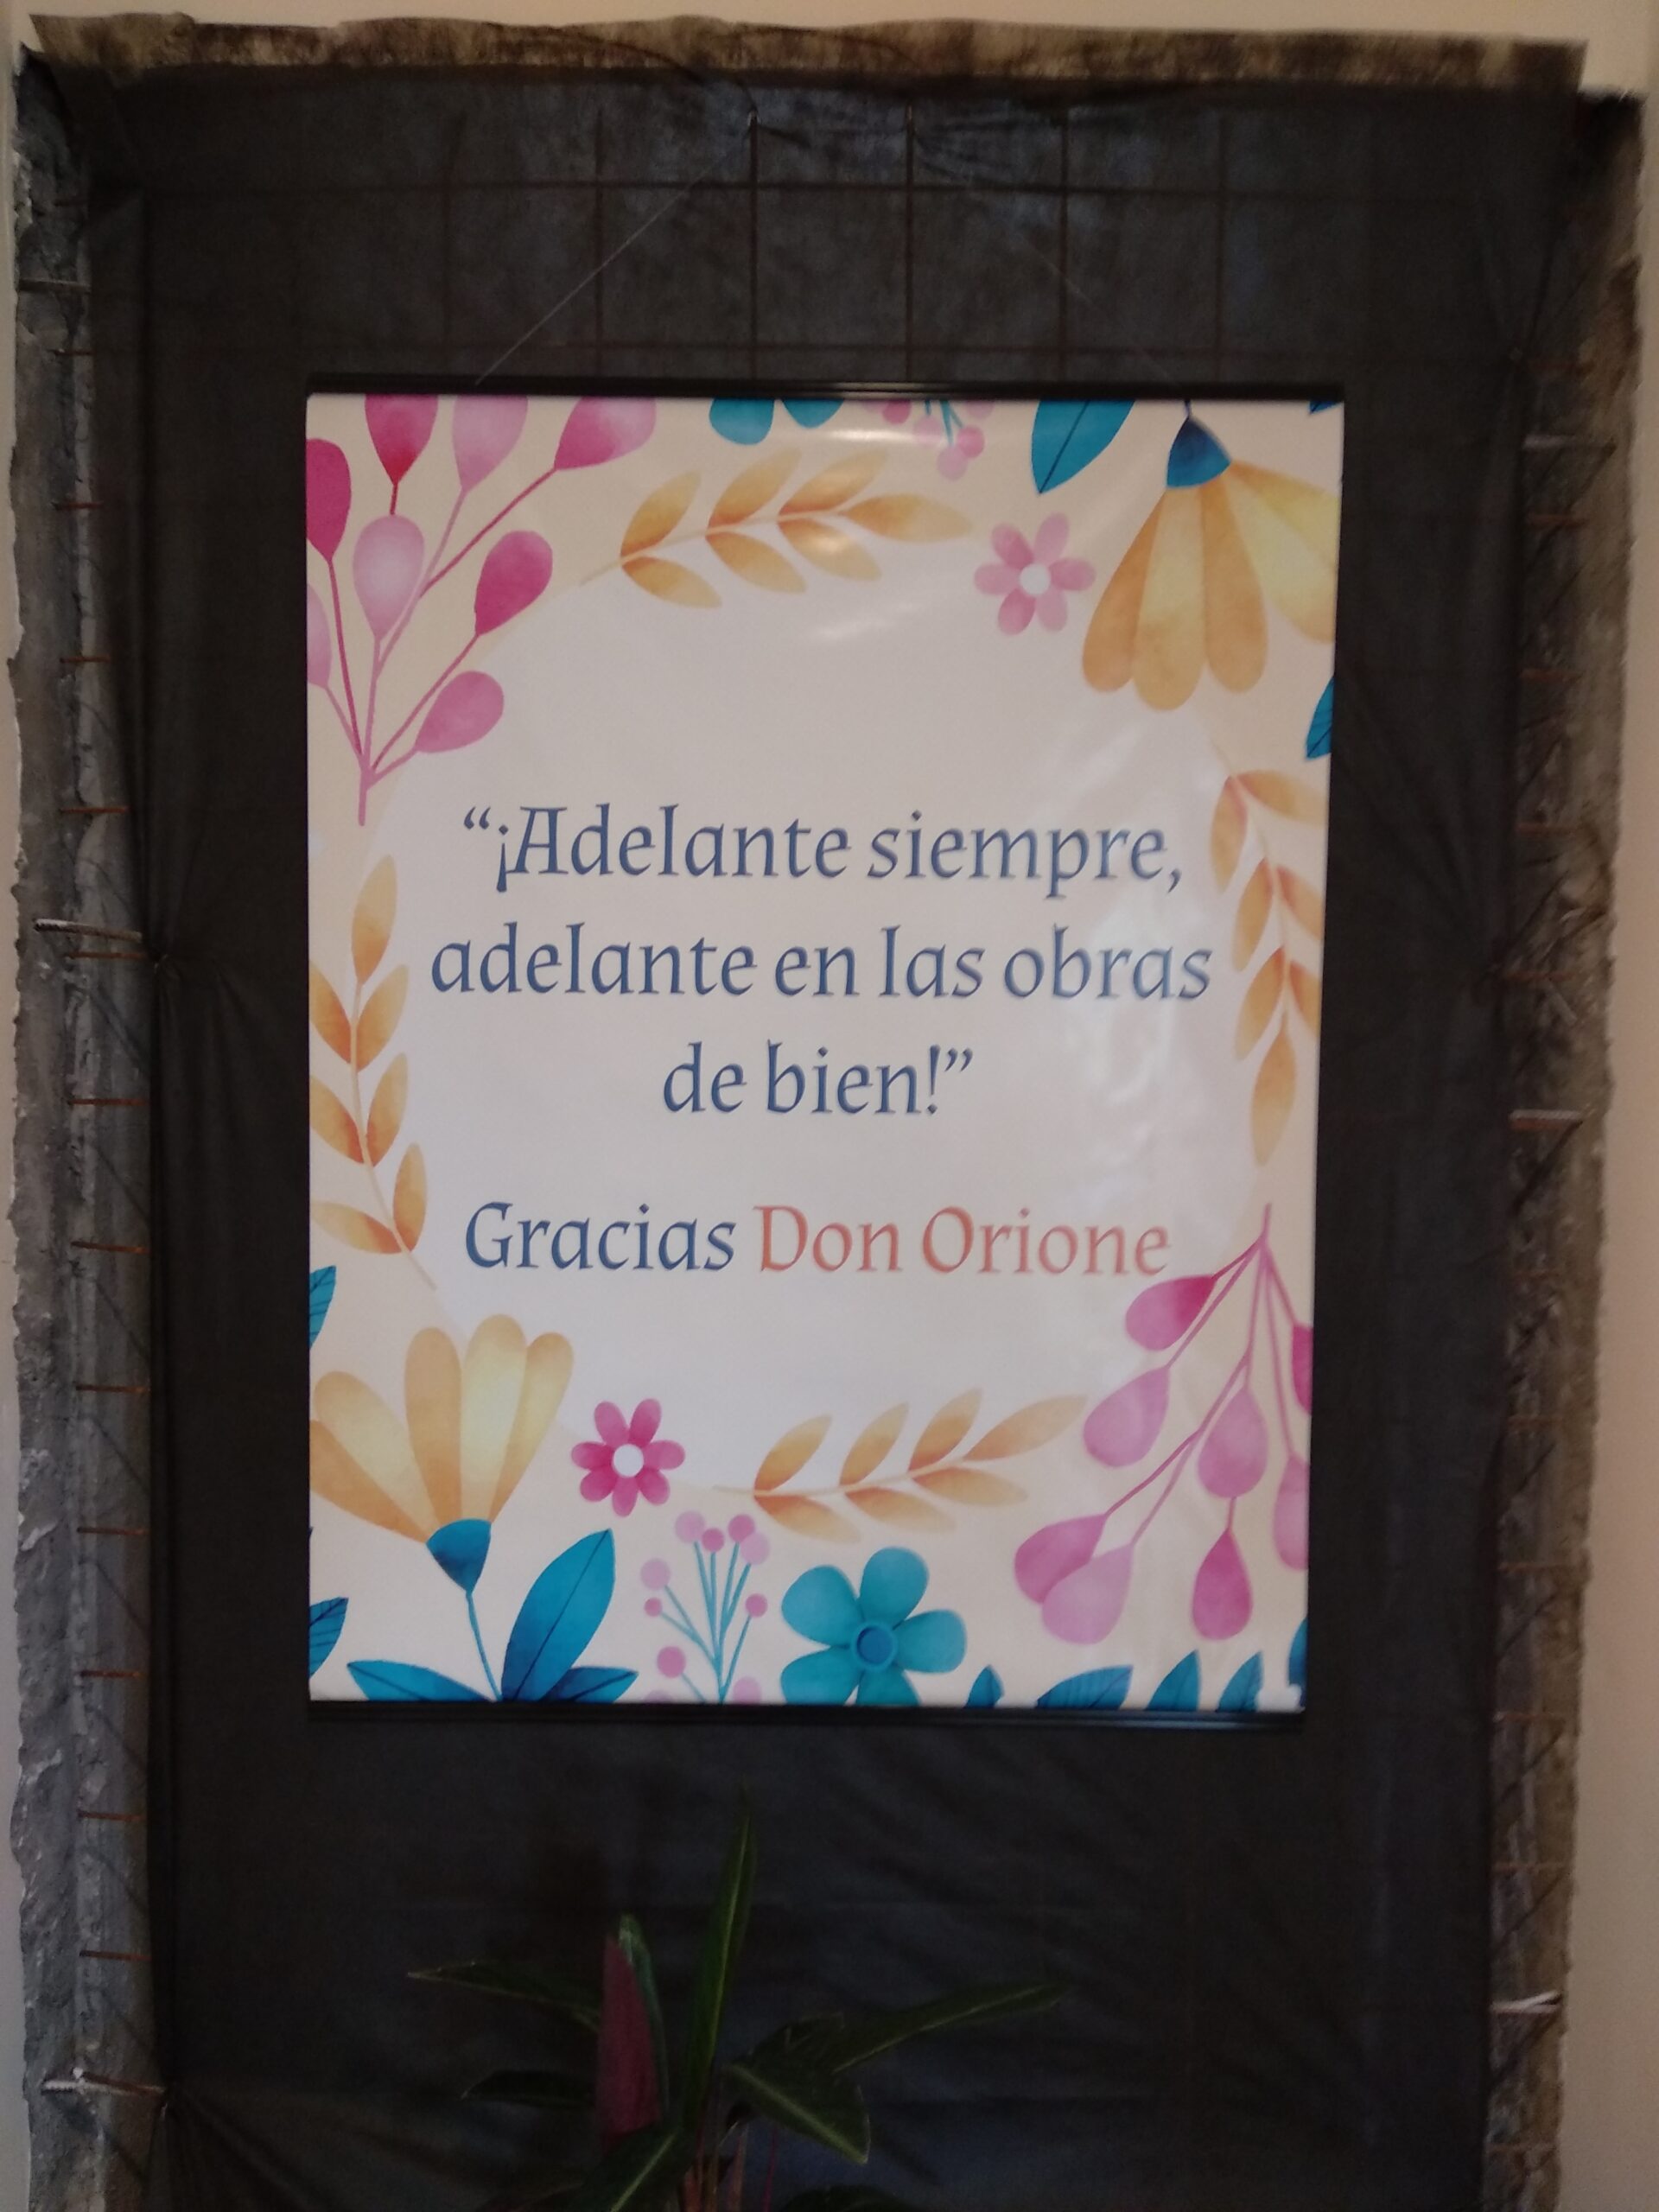 “¡Adelante siempre,
adelante en las obras
de bien!”
Gracias Don Orione